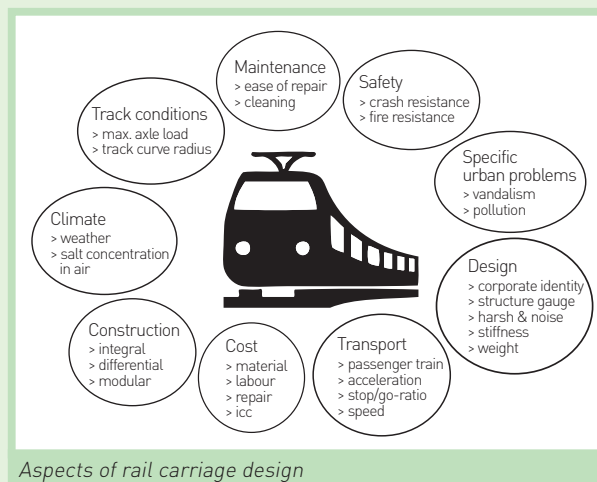 Maintenance
> ease of repair
> cleaning
Safety
> crash resistance
> fire resistance
Track conditions
> max. axle load
> track curve radius
Specific
urban problems
> vandalism
> pollution
Climate
> weather
> salt concentration
in air
Design
> corporate identity
> structure gauge
> harsh & noise
> stiffness
> weight
Construction
> integral
> differential
> modular
Cost
> material
> labour
> repair
> icc
Transport
> passenger train
> acceleration
> stop/go-ratio
> speed
Aspects of rail carriage design